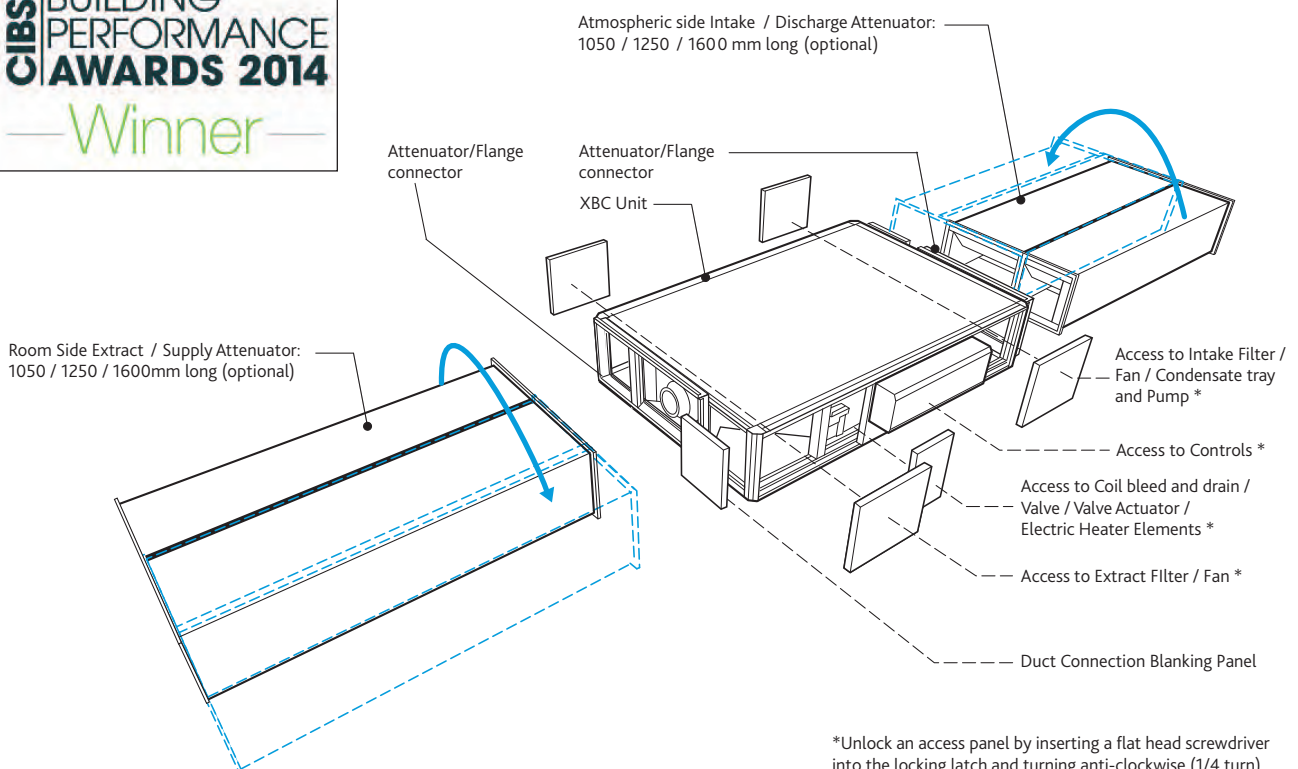 CIBS
BUILDING
PERFORMANCE
AWARDS 2014
Winner
Atmospheric side Intake / Discharge Attenuator:
1050 / 1250 / 1600 mm long (optional)
Attenuator/Flange
connector
Attenuator/Flange
connector
XBC Unit
Room Side Extract / Supply Attenuator:
1050 / 1250 / 1600mm long (optional)
Access to Intake Filter /
Fan / Condensate tray
and Pump *
Access to Controls *
Access to Coil bleed and drain /
Valve / Valve Actuator /
Electric Heater Elements *
Access to Extract FIlter / Fan *
Duct Connection Blanking Panel
*Unlock an access panel by inserting a flat head screwdriver
into the locking latch and turning anti-clockwise (1/4 turn)